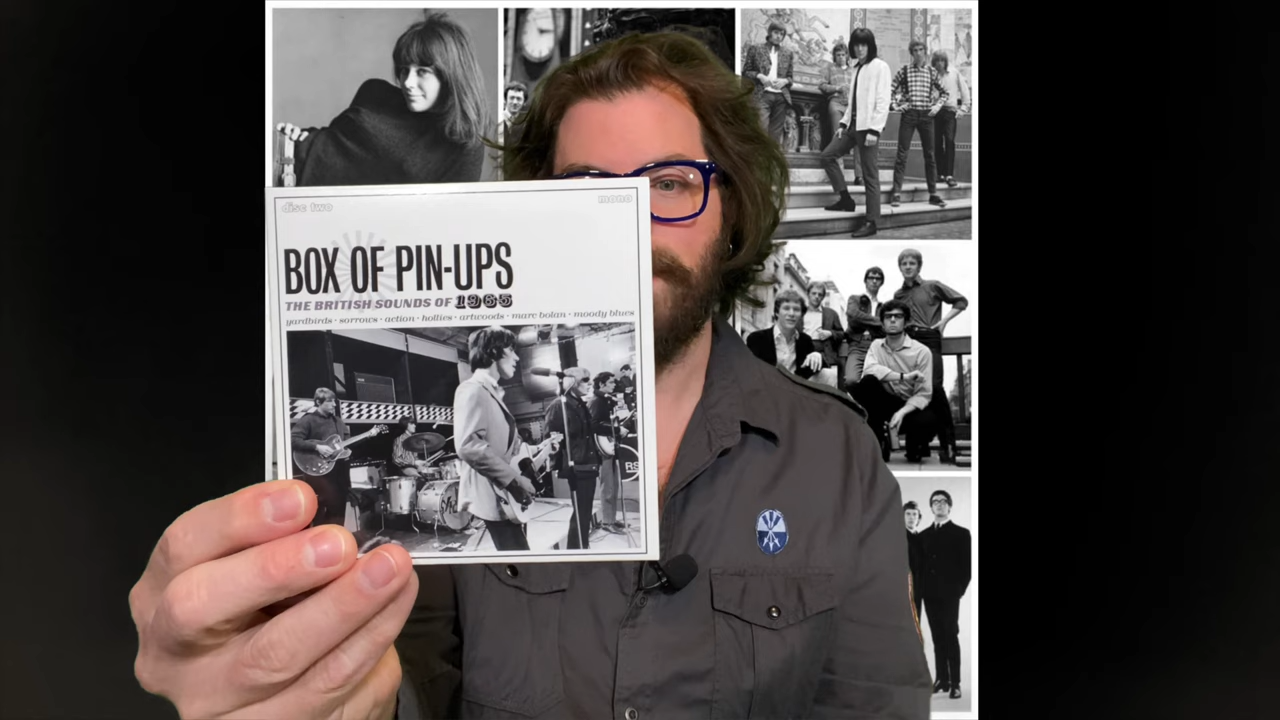 disc two
mono
BOX OF PIN-UPS
THE BRITISH SOUNDS OF 1965
yardbirds • sorrows • action • hollies • artwoods • marc bolan • moody blues